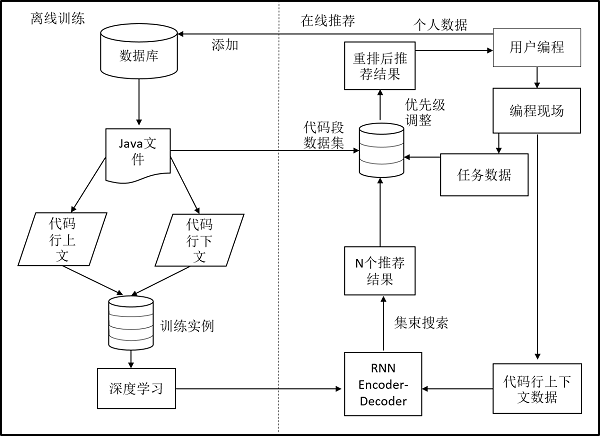 离线训练
在线推荐
个人数据
添加
数据库
重排后推
荐结果
用户编程
优先级
调整
编程现场
Java文
件
代码段
数据集
任务数据
代码
行上
文
代码
行下
文
N个推荐
结果
训练实例
集束搜索
深度学习
RNN
Encoder-
Decoder
代码行上下
文数据